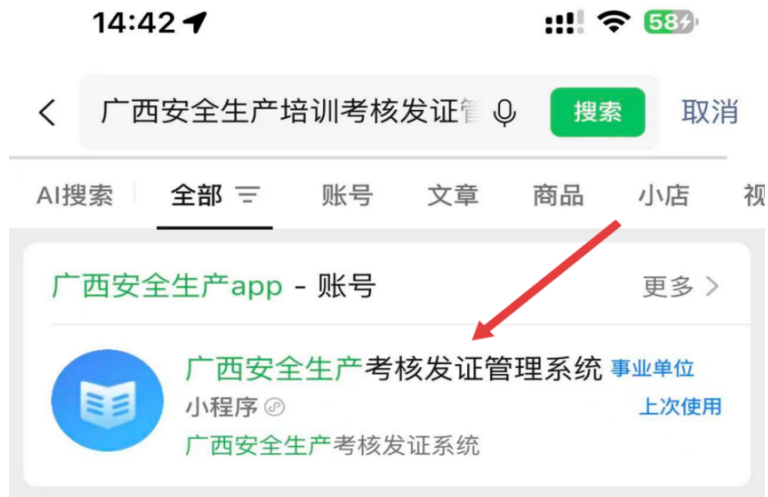 14:42
58
广西安全生产培训考核发证管
搜索
取消
AI搜索
全部
账号
文章
商品
小店
视
广西安全生产app - 账号
更多
广西安全生产考核发证管理系统 事业单位
小程序
上次使用
广西安全生产考核发证系统